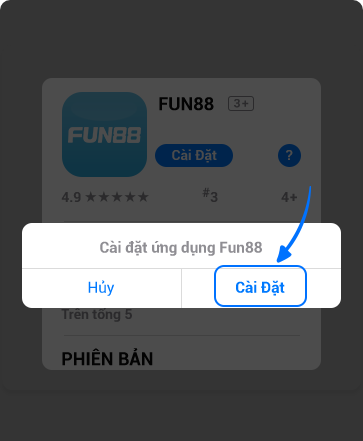 FUN88
FUN88 3+
Cài Đặt ?
4.9 ★★★★★ #3 4+
Cài đặt ứng dụng Fun88
Hủy Cài Đặt
Trên tổng 5
PHIÊN BẢN